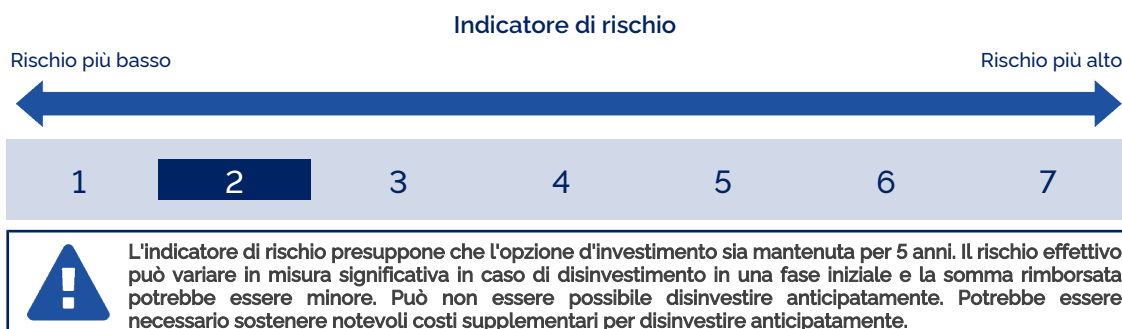 Indicatore di rischio
Rischio più basso
Rischio più alto
1 2 3 4 5 6 7
L'indicatore di rischio presuppone che l'opzione d'investimento sia mantenuta per 5 anni. Il rischio effettivo
può variare in misura significativa in caso di disinvestimento in una fase iniziale e la somma rimborsata
potrebbe essere minore. Può non essere possibile disinvestire anticipatamente. Potrebbe essere
necessario sostenere notevoli costi supplementari per disinvestire anticipatamente.